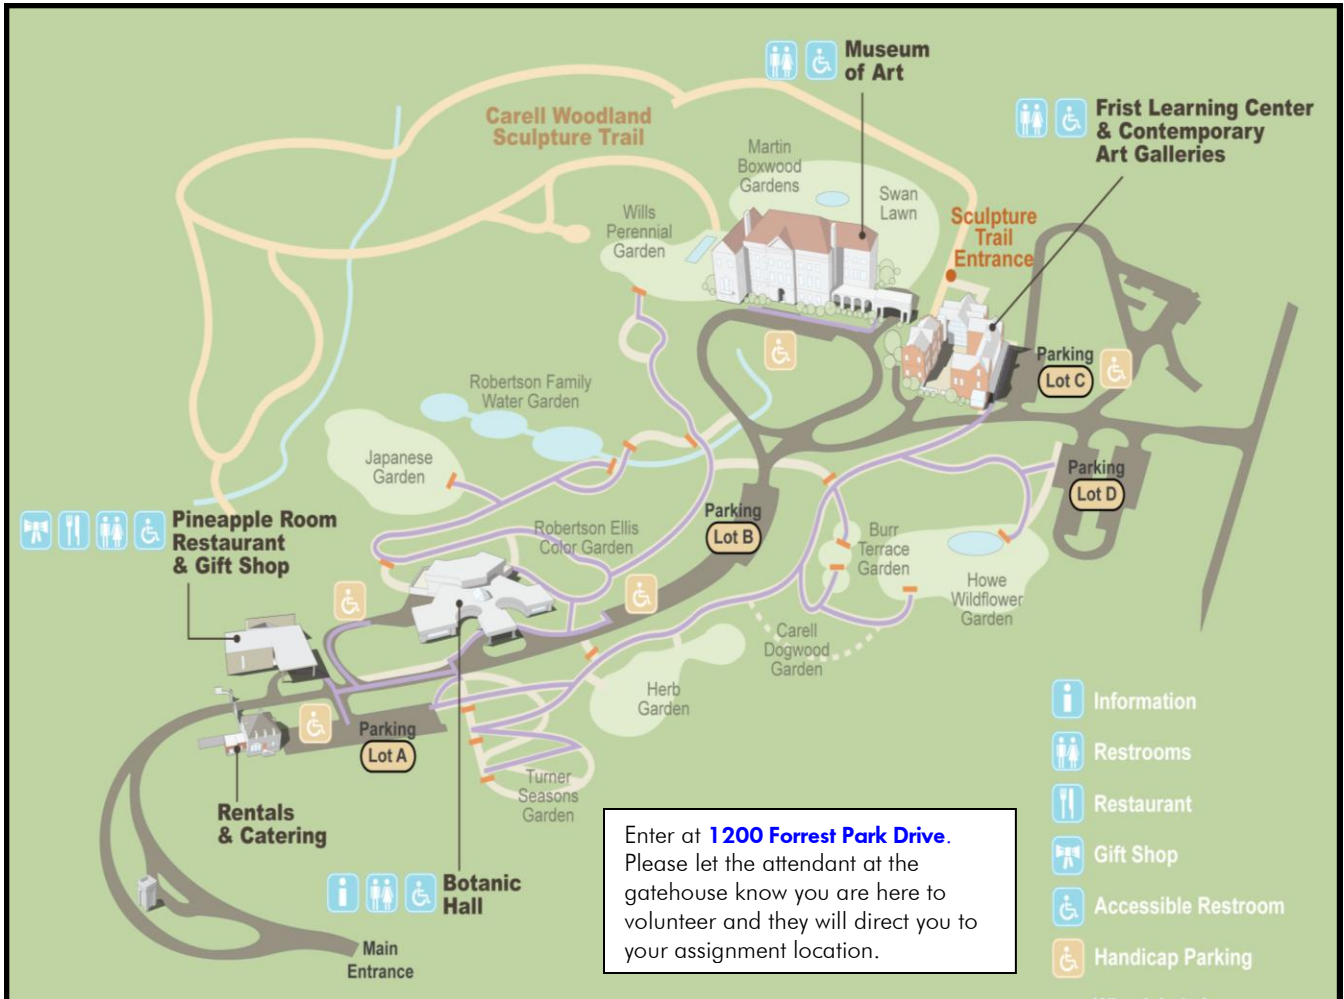 Museum
of Art
Frist Learning Center
& Contemporary
Art Galleries
Carell Woodland
Sculpture Trail
Martin
Boxwood
Gardens
Swan
Lawn
Wills
Perennial
Garden
Sculpture
Trail
Entrance
Parking
Lot C
Robertson Family
Water Garden
Japanese
Garden
Parking
Lot D
Pineapple Room
Restaurant
& Gift Shop
Robertson Ellis
Color Garden
Parking
Lot B
Burr
Terrace
Garden
Howe
Wildflower
Garden
Carell
Dogwood
Garden
Herb
Garden
Parking
Lot A
Turner
Seasons
Garden
Rentals
& Catering
Botanic
Hall
Main
Entrance
Enter at 1200 Forrest Park Drive.
Please let the attendant at the
gatehouse know you are here to
volunteer and they will direct you to
your assignment location.
Information
Restrooms
Restaurant
Gift Shop
Accessible Restroom
Handicap Parking